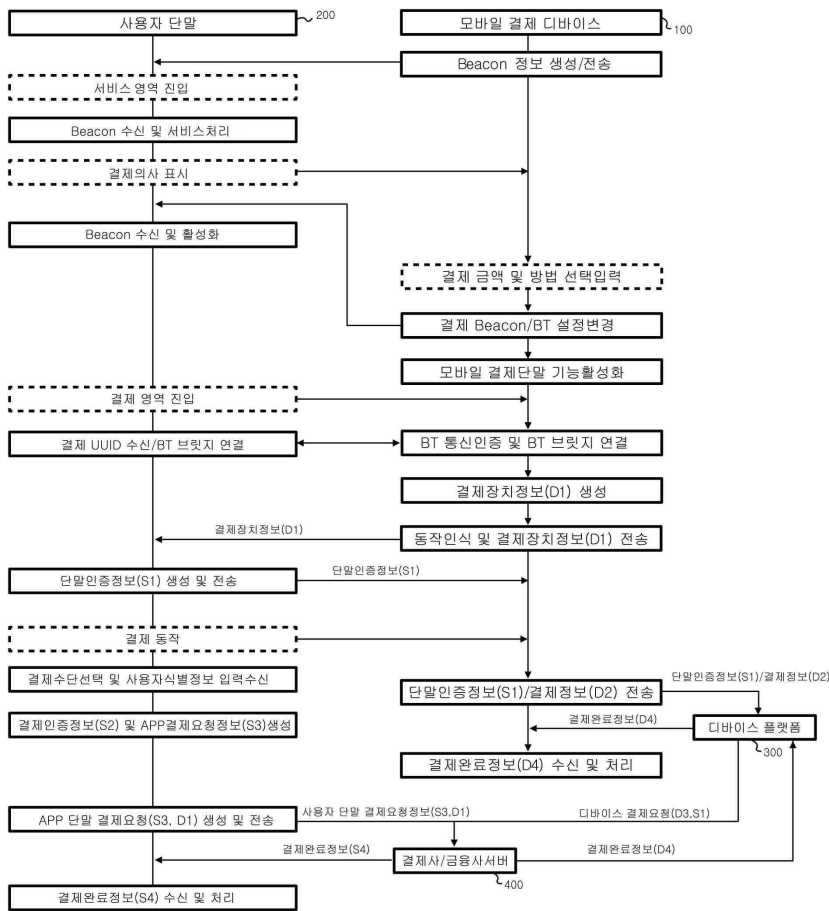 사용자 단말
200
모바일 결제 디바이스
100
Beacon 정보 생성/전송
서비스 영역 진입
Beacon 수신 및 서비스처리
결제의사 표시
Beacon 수신 및 활성화
결제 금액 및 방법 선택입력
결제 Beacon/BT 설정변경
모바일 결제단말 기능활성화
결제 영역 진입
결제 UUID 수신/BT 브릿지 연결
BT 통신인증 및 BT 브릿지 연결
결제장치정보(D1) 생성
결제장치정보(D1)
동작인식 및 결제장치정보(D1) 전송
단말인증정보(S1) 생성 및 전송
단말인증정보(S1)
결제 동작
결제수단선택 및 사용자식별정보 입력수신
단말인증정보(S1)/결제정보(D2) 전송
단말인증정보(S1)/결제정보(D2)
결제인증정보(S2) 및 APP결제요청정보(S3)생성
결제완료정보(D4)
디바이스 플랫폼
300
결제완료정보(D4) 수신 및 처리
APP 단말 결제요청(S3, D1) 생성 및 전송
사용자 단말 결제요청정보(S3,D1)
디바이스 결제요청(D3,S1)
결제완료정보(S4)
결제사/금융사서버
400
결제완료정보(D4)
결제완료정보(S4) 수신 및 처리